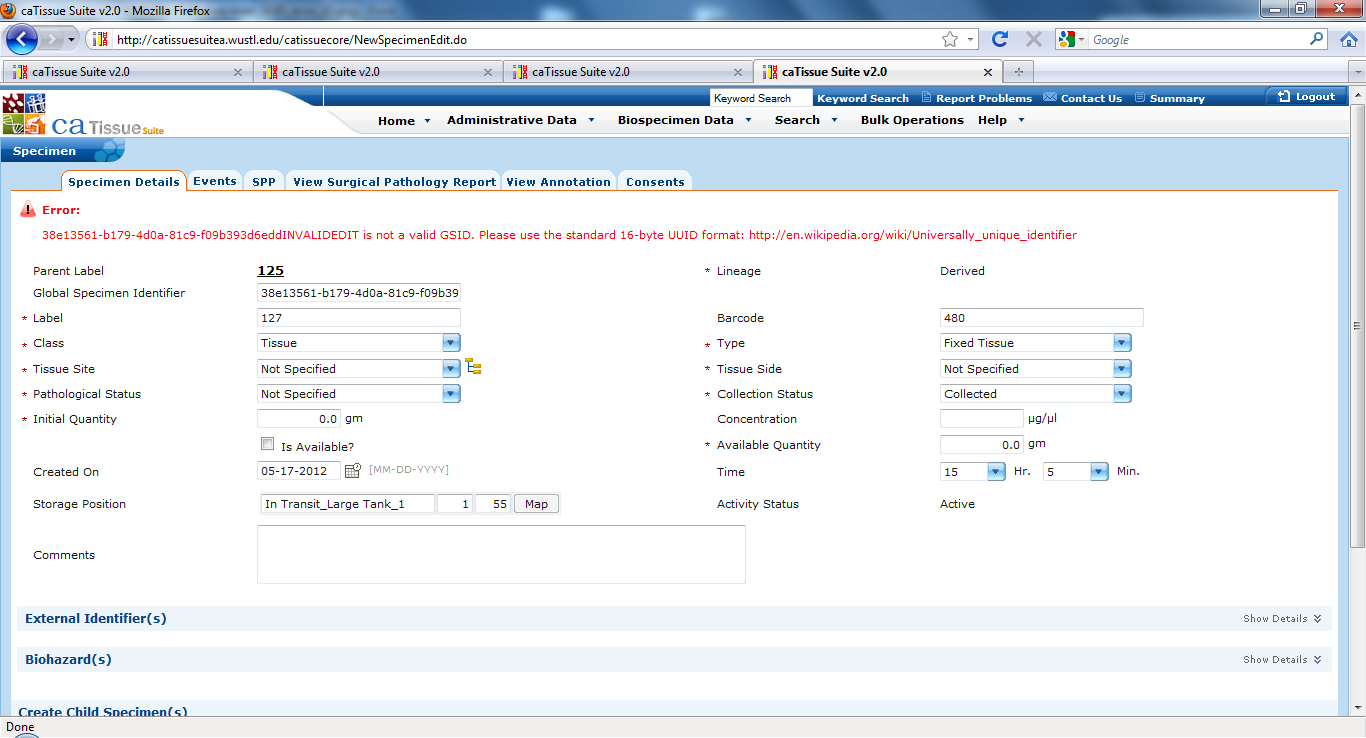 caTissue Suite v2.0 - Mozilla Firefox
http://catissuesuitea.wustl.edu/catissuecore/NewSpecimenEdit.do Google
caTissue Suite v2.0 caTissue Suite v2.0 caTissue Suite v2.0 caTissue Suite v2.0
Keyword Search Keyword Search Report Problems Contact Us Summary Logout
ca Tissue Suite Home Administrative Data Biospecimen Data Search Bulk Operations Help
Specimen
Specimen Details Events SPP View Surgical Pathology Report View Annotation Consents
Error:
38e13561-b179-4d0a-81c9-f09b393d6eddINVALIDEDIT is not a valid GSID. Please use the standard 16-byte UUID format: http://en.wikipedia.org/wiki/Universally_unique_identifier
Parent Label 125 * Lineage Derived
Global Specimen Identifier 38e13561-b179-4d0a-81c9-f09b39
* Label 127 Barcode 480
* Class Tissue * Type Fixed Tissue
* Tissue Site Not Specified * Tissue Side Not Specified
* Pathological Status Not Specified * Collection Status Collected
* Initial Quantity 0.0 gm Concentration µg/µl
Is Available? * Available Quantity 0.0 gm
Created On 05-17-2012 [MM-DD-YYYY] Time 15 Hr. 5 Min.
Storage Position In Transit_Large Tank_1 1 55 Map Activity Status Active
Comments
External Identifier(s) Show Details
Biohazard(s) Show Details
Create Child Specimen(s)
Done